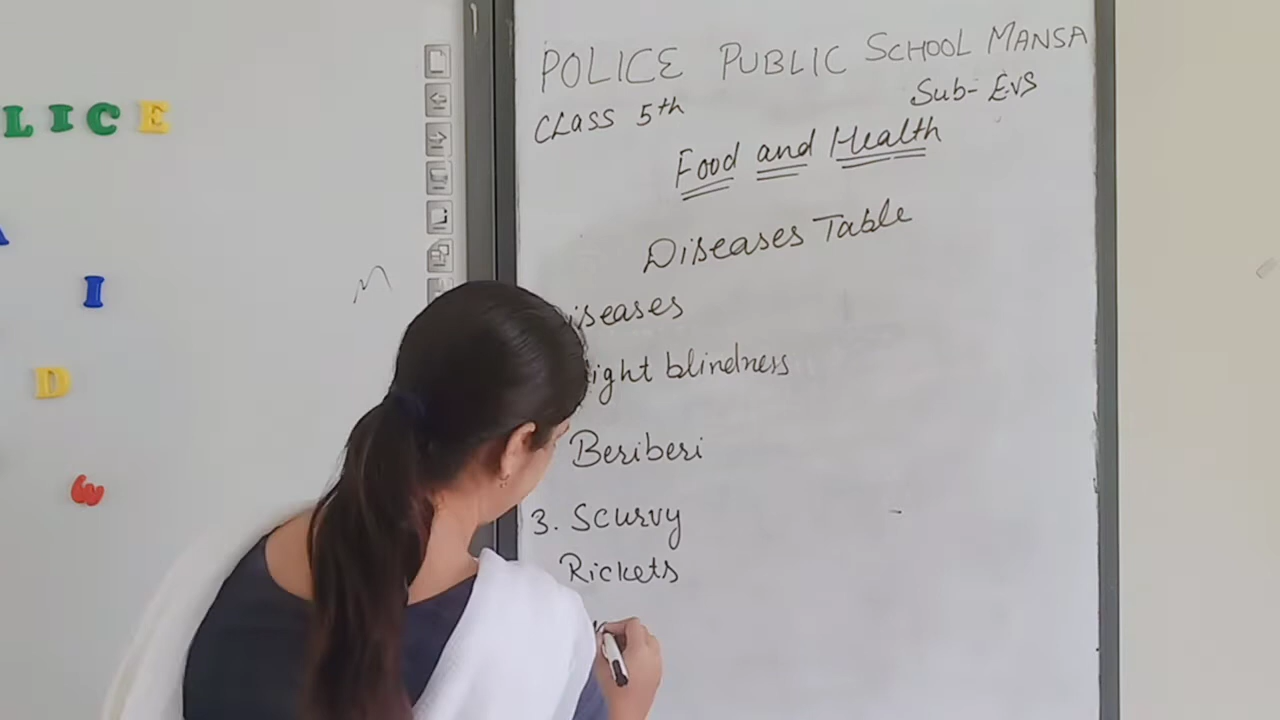 LICE
I
D
POLICE PUBLIC SCHOOL MANSA
CLASS 5th
Sub- EVS
Food and Health
Diseases Table
iseases
ight blindness
Beriberi
3. Scurvy
Rickets